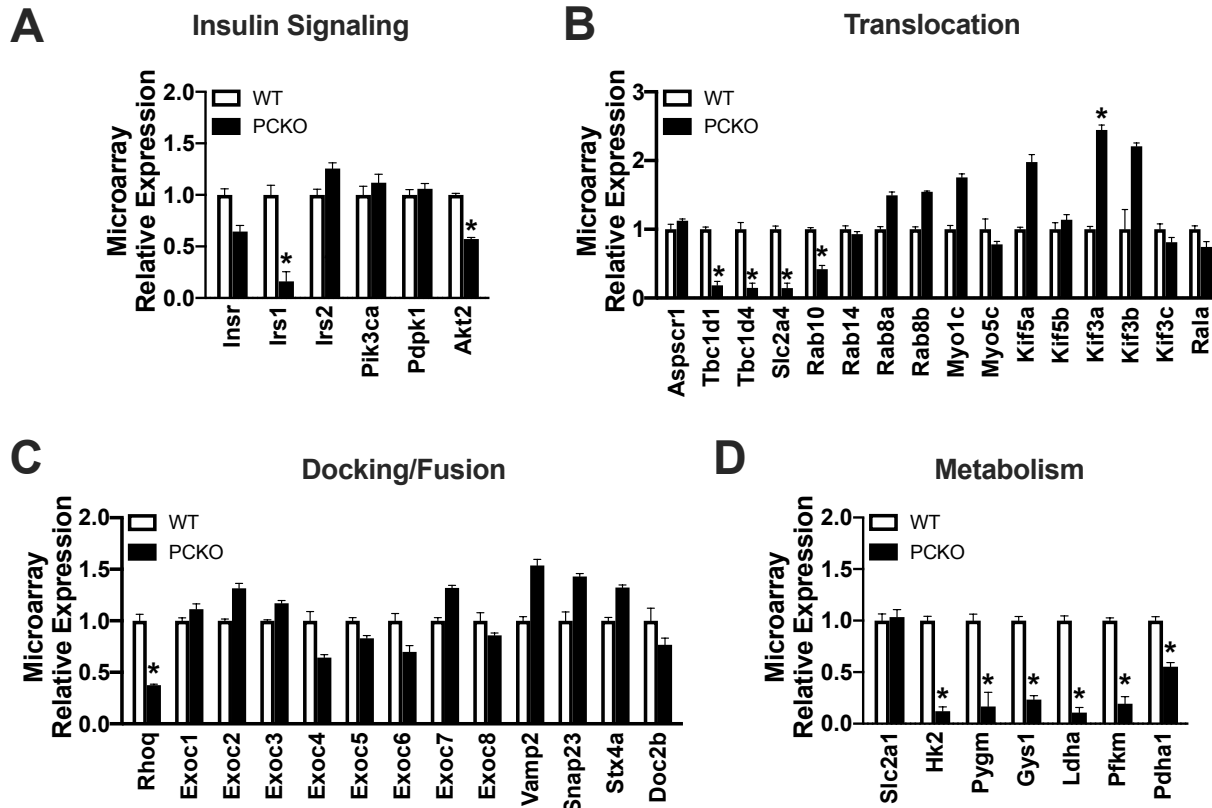 A
Insulin Signaling
Microarray
Relative Expression
2.0
1.5
1.0
0.5
0.0
WT
PCKO
*
*
Insr
Irs1
Irs2
Pik3ca
Pdpk1
Akt2
B
Translocation
Microarray
Relative Expression
3
2
1
0
WT
PCKO
*
*
*
*
*
Aspscr1
Tbc1d1
Tbc1d4
Slc2a4
Rab10
Rab14
Rab8a
Rab8b
Myo1c
Myo5c
Kif5a
Kif5b
Kif3a
Kif3b
Kif3c
Rala
C
Docking/Fusion
Microarray
Relative Expression
2.0
1.5
1.0
0.5
0.0
WT
PCKO
*
Rhoq
Exoc1
Exoc2
Exoc3
Exoc4
Exoc5
Exoc6
Exoc7
Exoc8
Vamp2
Snap23
Stx4a
Doc2b
D
Metabolism
Microarray
Relative Expression
2.0
1.5
1.0
0.5
0.0
WT
PCKO
*
*
*
*
*
*
Slc2a1
Hk2
Pygm
Gys1
Ldha
Pfkm
Pdha1